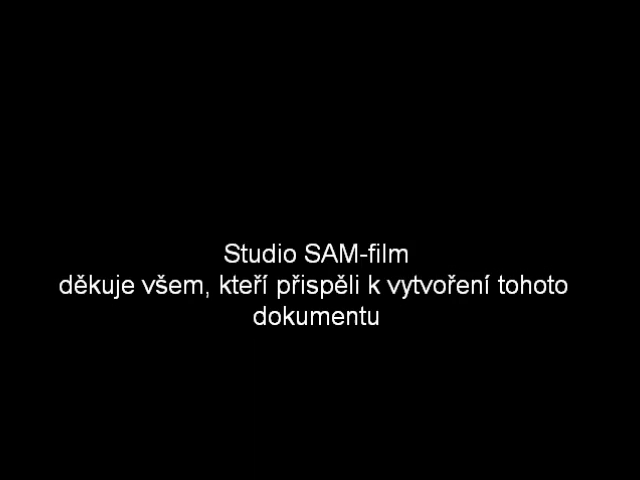 Studio SAM-film
děkuje všem, kteří přispěli k vytvoření tohoto
dokumentu